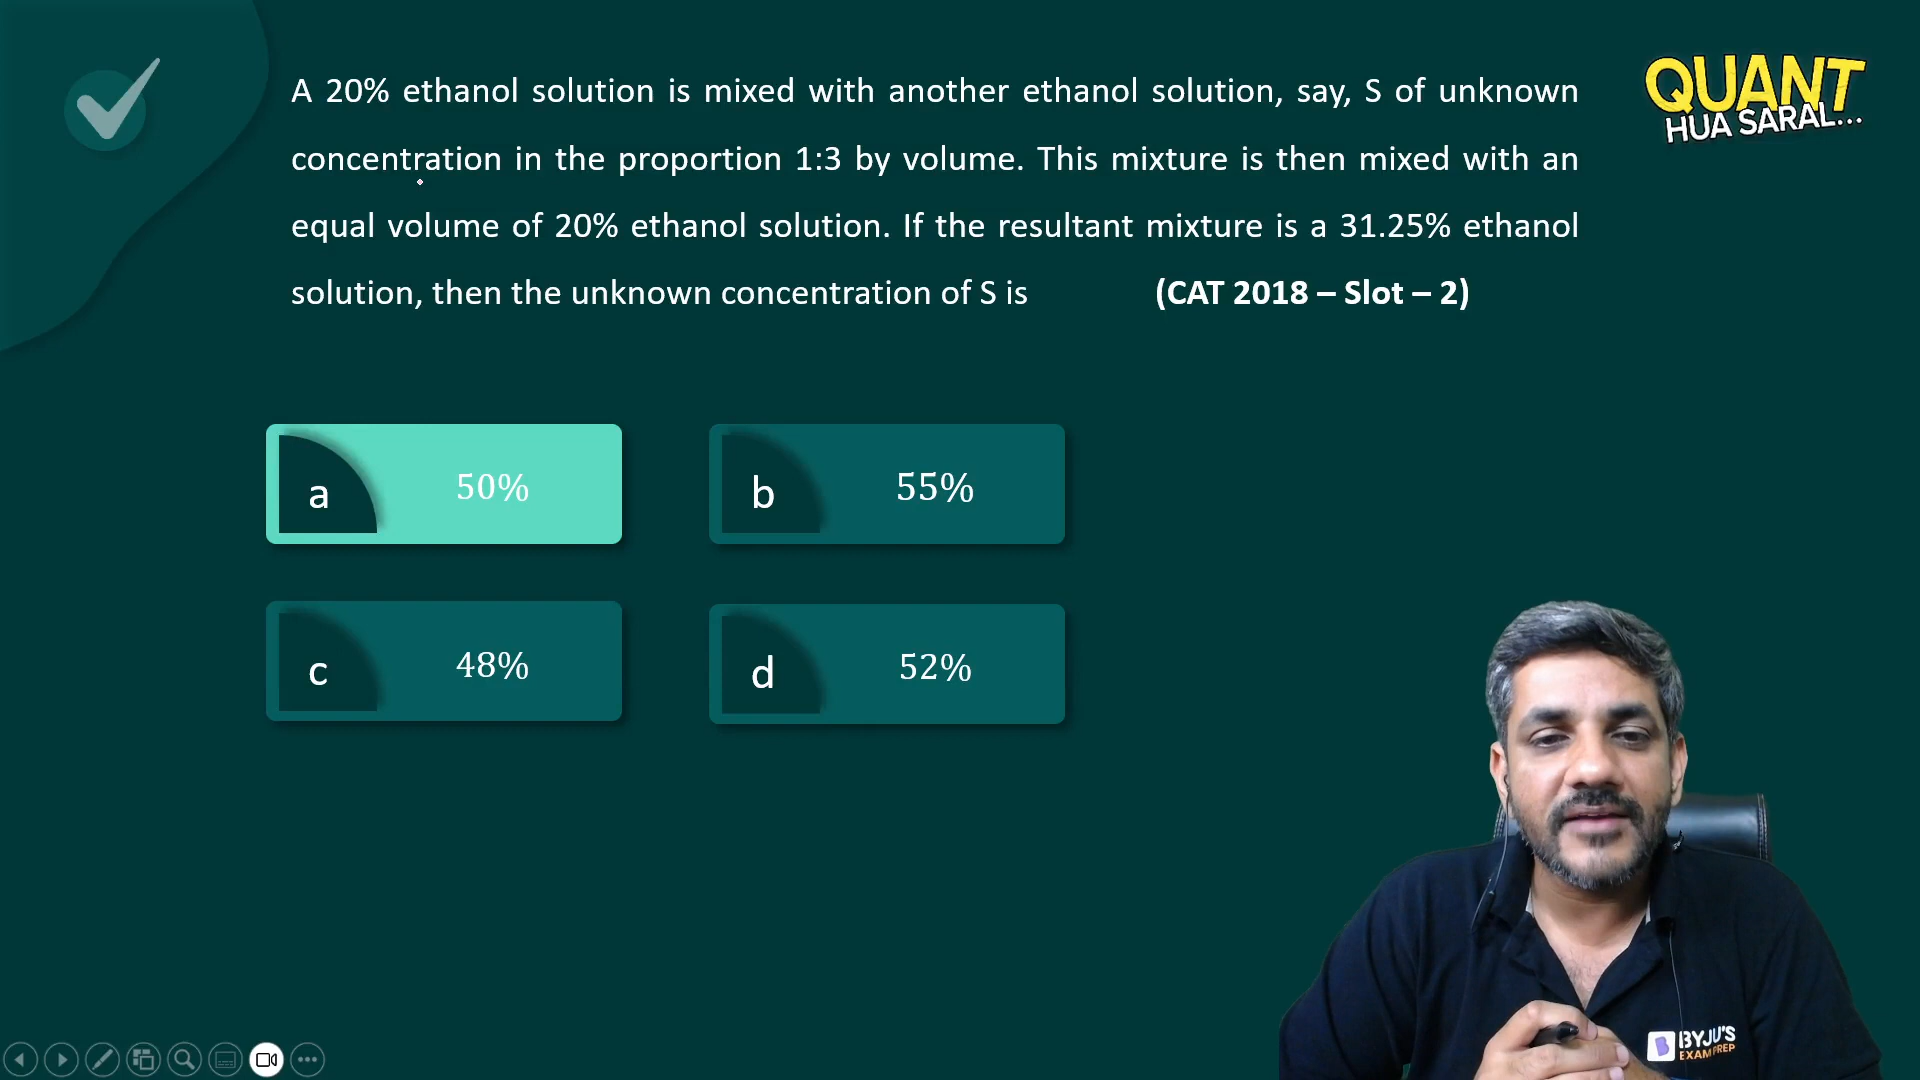 A 20% ethanol solution is mixed with another ethanol solution, say, S of unknown
concentration in the proportion 1:3 by volume. This mixture is then mixed with an
equal volume of 20% ethanol solution. If the resultant mixture is a 31.25% ethanol
solution, then the unknown concentration of S is (CAT 2018 – Slot – 2)
QUANT
HUA SARAL...
a 50%
b 55%
c 48%
d 52%
B BYJU'S
EXAM PREP